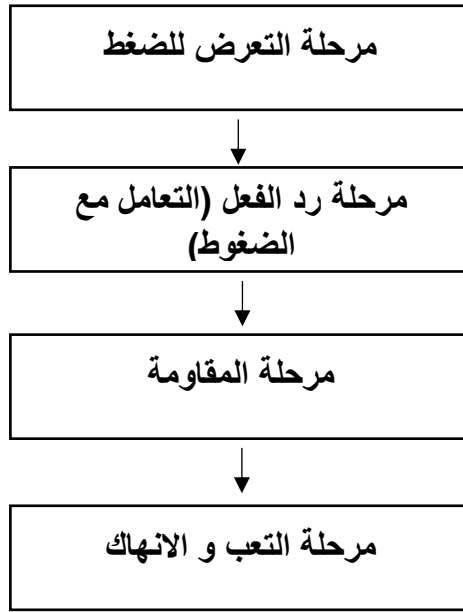 مرحلة التعرض للضغط
مرحلة رد الفعل (التعامل مع
الضغوط)
مرحلة المقاومة
مرحلة التعب و الانهاك